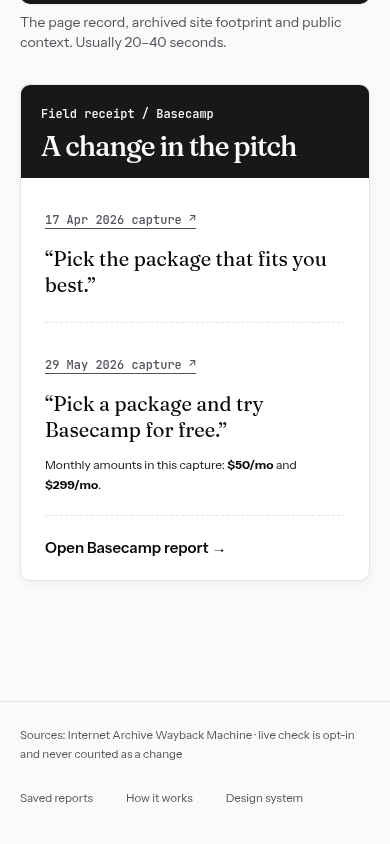 The page record, archived site footprint and public
context. Usually 20–40 seconds.
Field receipt / Basecamp
A change in the pitch
17 Apr 2026 capture ↗
“Pick the package that fits you
best.”
29 May 2026 capture ↗
“Pick a package and try
Basecamp for free.”
Monthly amounts in this capture: $50/mo and
$299/mo.
Open Basecamp report →
Sources: Internet Archive Wayback Machine · live check is opt-in
and never counted as a change
Saved reports How it works Design system